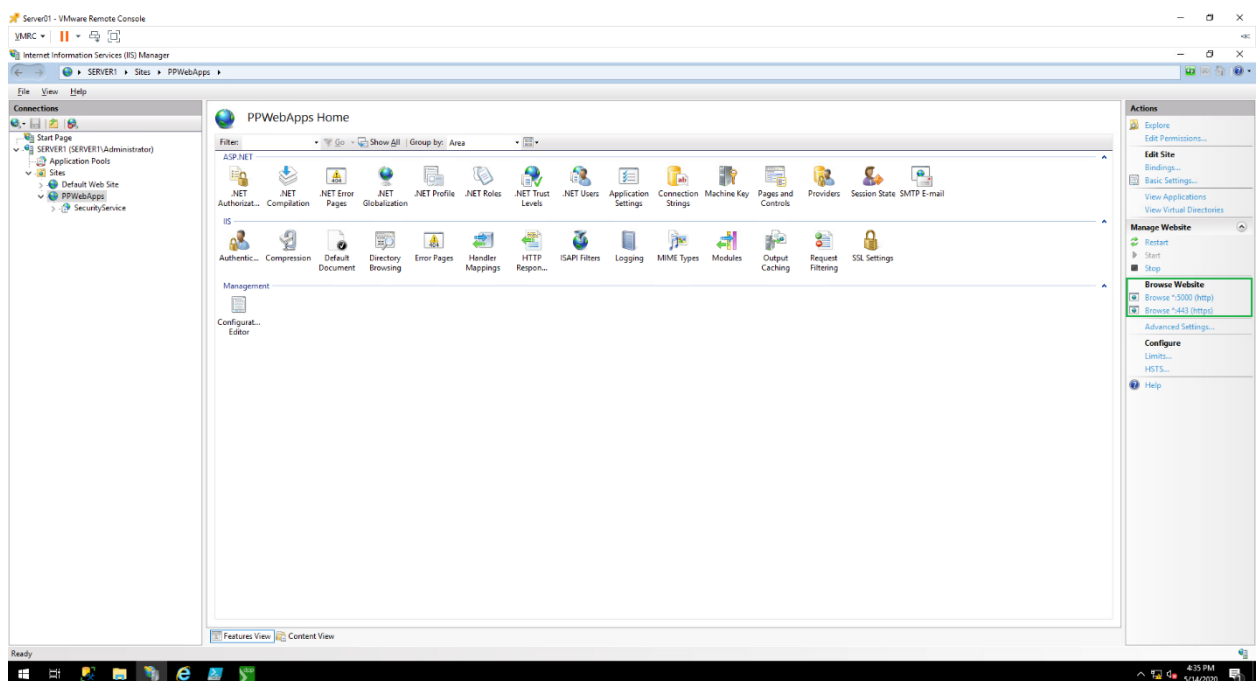 Server01 - VMware Remote Console
VMRC
Internet Information Services (IIS) Manager
SERVER1 Sites PPWebApps
File View Help
Connections
Start Page
SERVER1 (SERVER1\Administrator)
Application Pools
Sites
Default Web Site
PPWebApps
SecurityService
PPWebApps Home
Filter: Go Show All Group by: Area
ASP.NET
.NET Authorizat...
.NET Compilation
.NET Error Pages
.NET Globalization
.NET Profile
.NET Roles
.NET Trust Levels
.NET Users
Application Settings
Connection Strings
Machine Key
Pages and Controls
Providers
Session State
SMTP E-mail
IIS
Authentic...
Compression
Default Document
Directory Browsing
Error Pages
Handler Mappings
HTTP Respon...
ISAPI Filters
Logging
MIME Types
Modules
Output Caching
Request Filtering
SSL Settings
Management
Configurat... Editor
Features View Content View
Ready
Actions
Explore
Edit Permissions...
Edit Site
Bindings...
Basic Settings...
View Applications
View Virtual Directories
Manage Website
Restart
Start
Stop
Browse Website
Browse *:5000 (http)
Browse *:443 (https)
Advanced Settings...
Configure
Limits...
HSTS...
Help
4:35 PM
5/14/2020